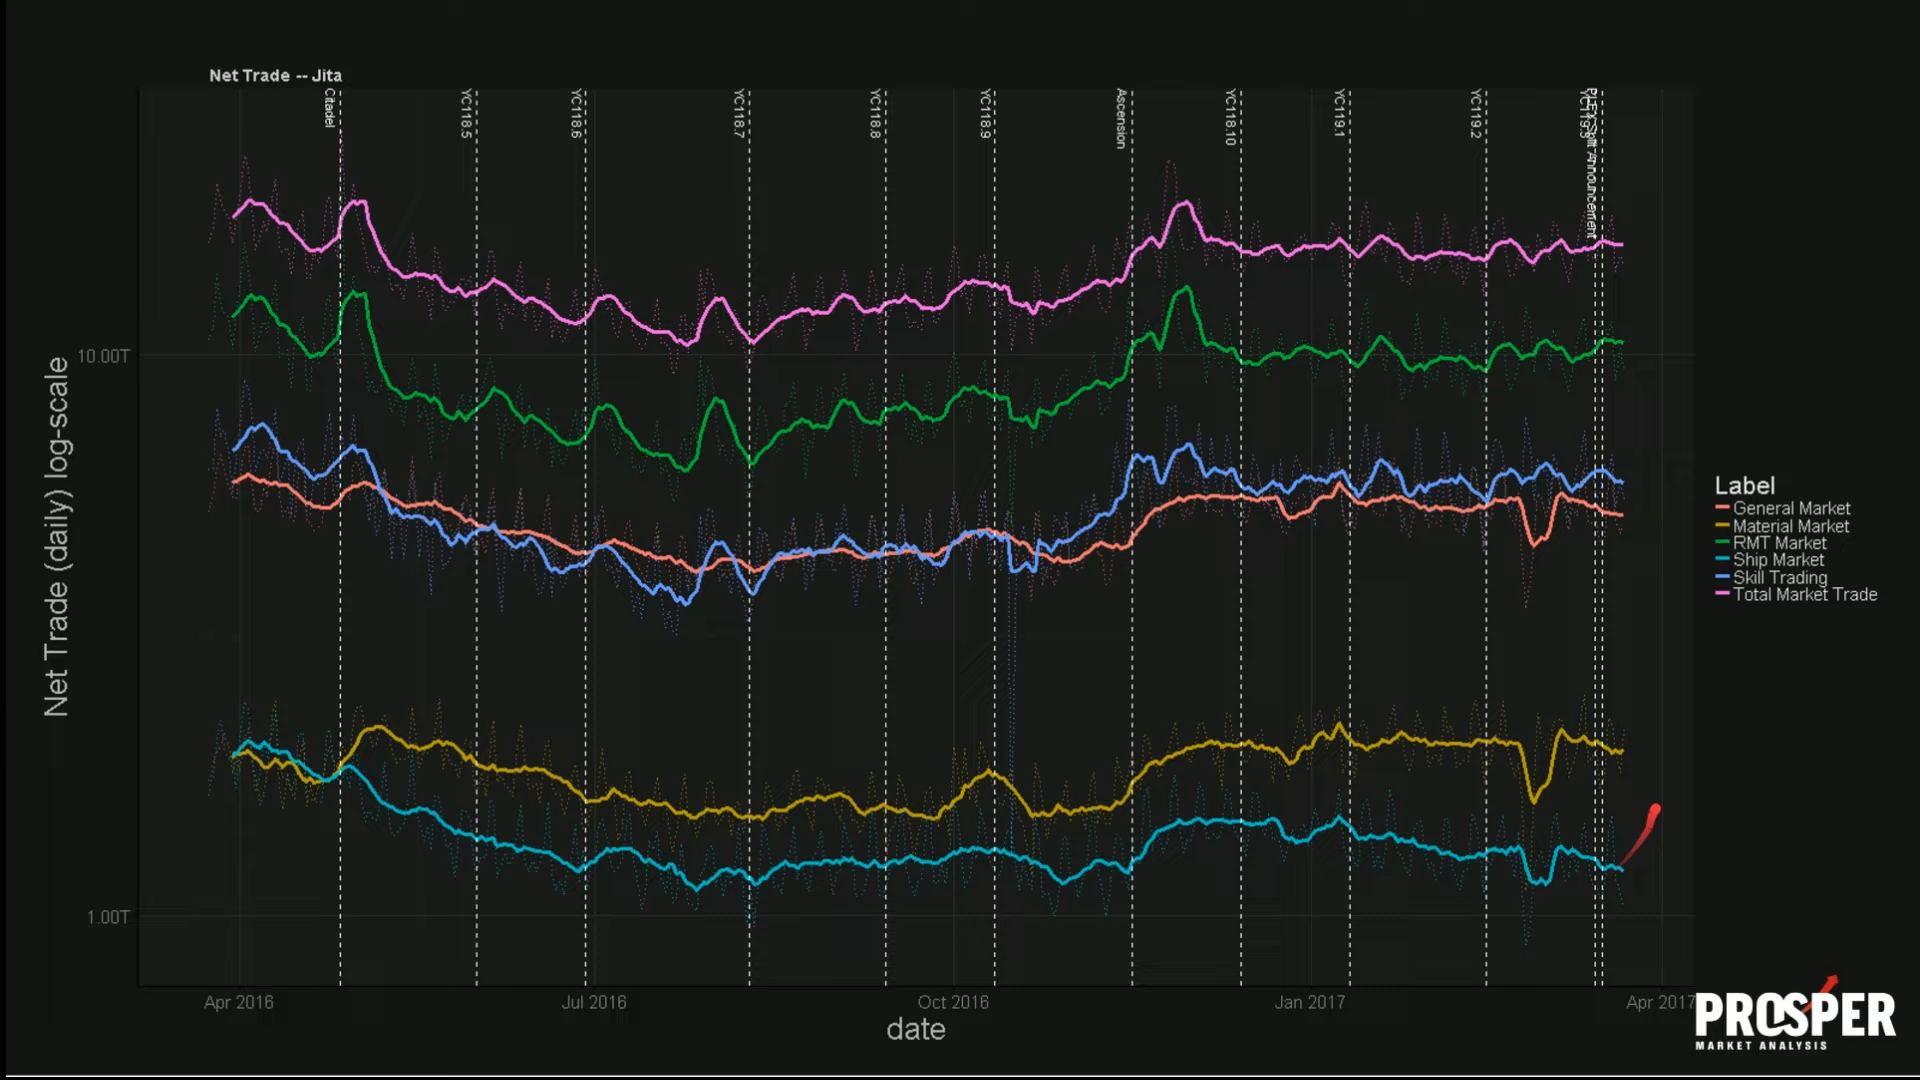 Net Trade -- Jita
Citadel
YC118.5
YC118.6
YC118.7
YC118.8
YC118.9
Ascension
YC118.10
YC119.1
YC119.2
PLEX Split Announcement
Net Trade (daily) log-scale
10.00T
1.00T
Apr 2016
Jul 2016
Oct 2016
Jan 2017
Apr 2017
date
Label
General Market
Material Market
RMT Market
Ship Market
Skill Trading
Total Market Trade
PROSPER
MARKET ANALYSIS